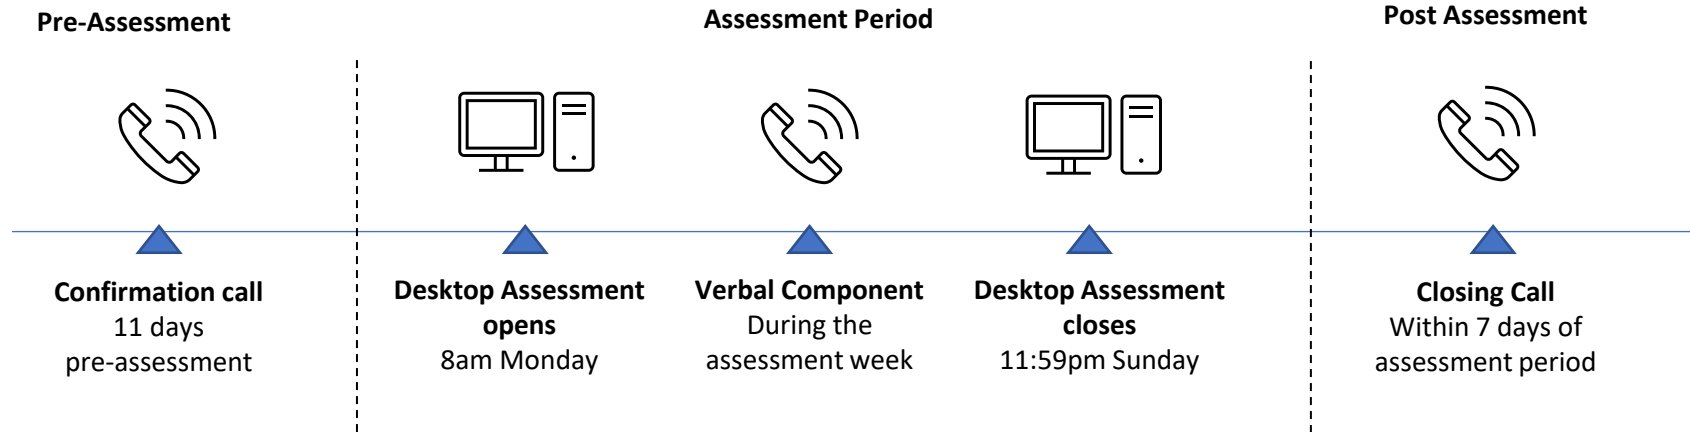 Pre-Assessment
Assessment Period
Post Assessment
Confirmation call
11 days
pre-assessment
Desktop Assessment
opens
8am Monday
Verbal Component
During the
assessment week
Desktop Assessment
closes
11:59pm Sunday
Closing Call
Within 7 days of
assessment period